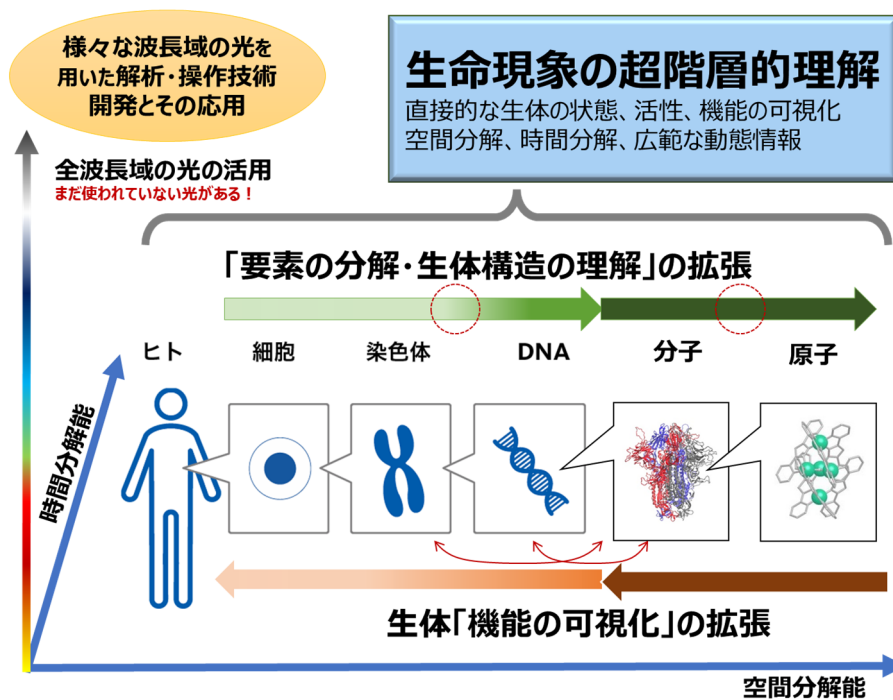 様々な波長域の光を
用いた解析・操作技術
開発とその応用
生命現象の超階層的理解
直接的な生体の状態、活性、機能の可視化
空間分解、時間分解、広範な動態情報
全波長域の光の活用
まだ使われていない光がある！
「要素の分解・生体構造の理解」の拡張
ヒト
細胞
染色体
DNA
分子
原子
時間分解能
生体「機能の可視化」の拡張
空間分解能